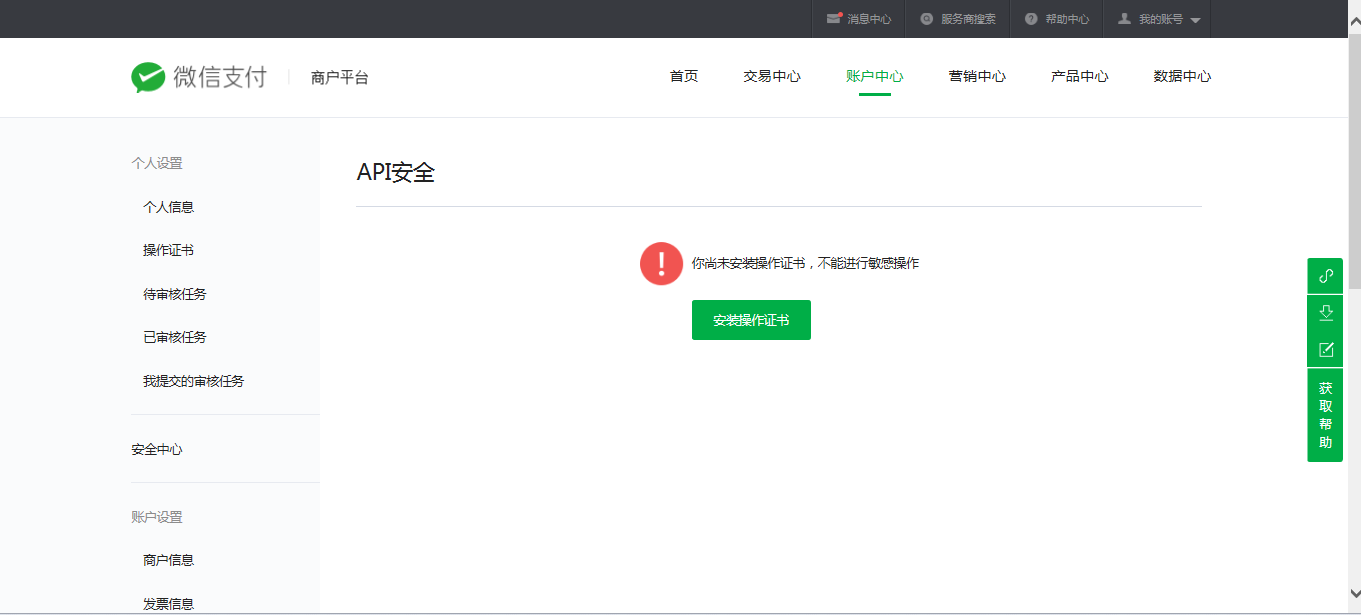 消息中心 服务商搜索 帮助中心 我的账号
微信支付 商户平台 首页 交易中心 账户中心 营销中心 产品中心 数据中心
个人设置
API安全
个人信息
操作证书
你尚未安装操作证书，不能进行敏感操作
待审核任务
安装操作证书
已审核任务
我提交的审核任务
获
取
帮
助
安全中心
账户设置
商户信息
发票信息